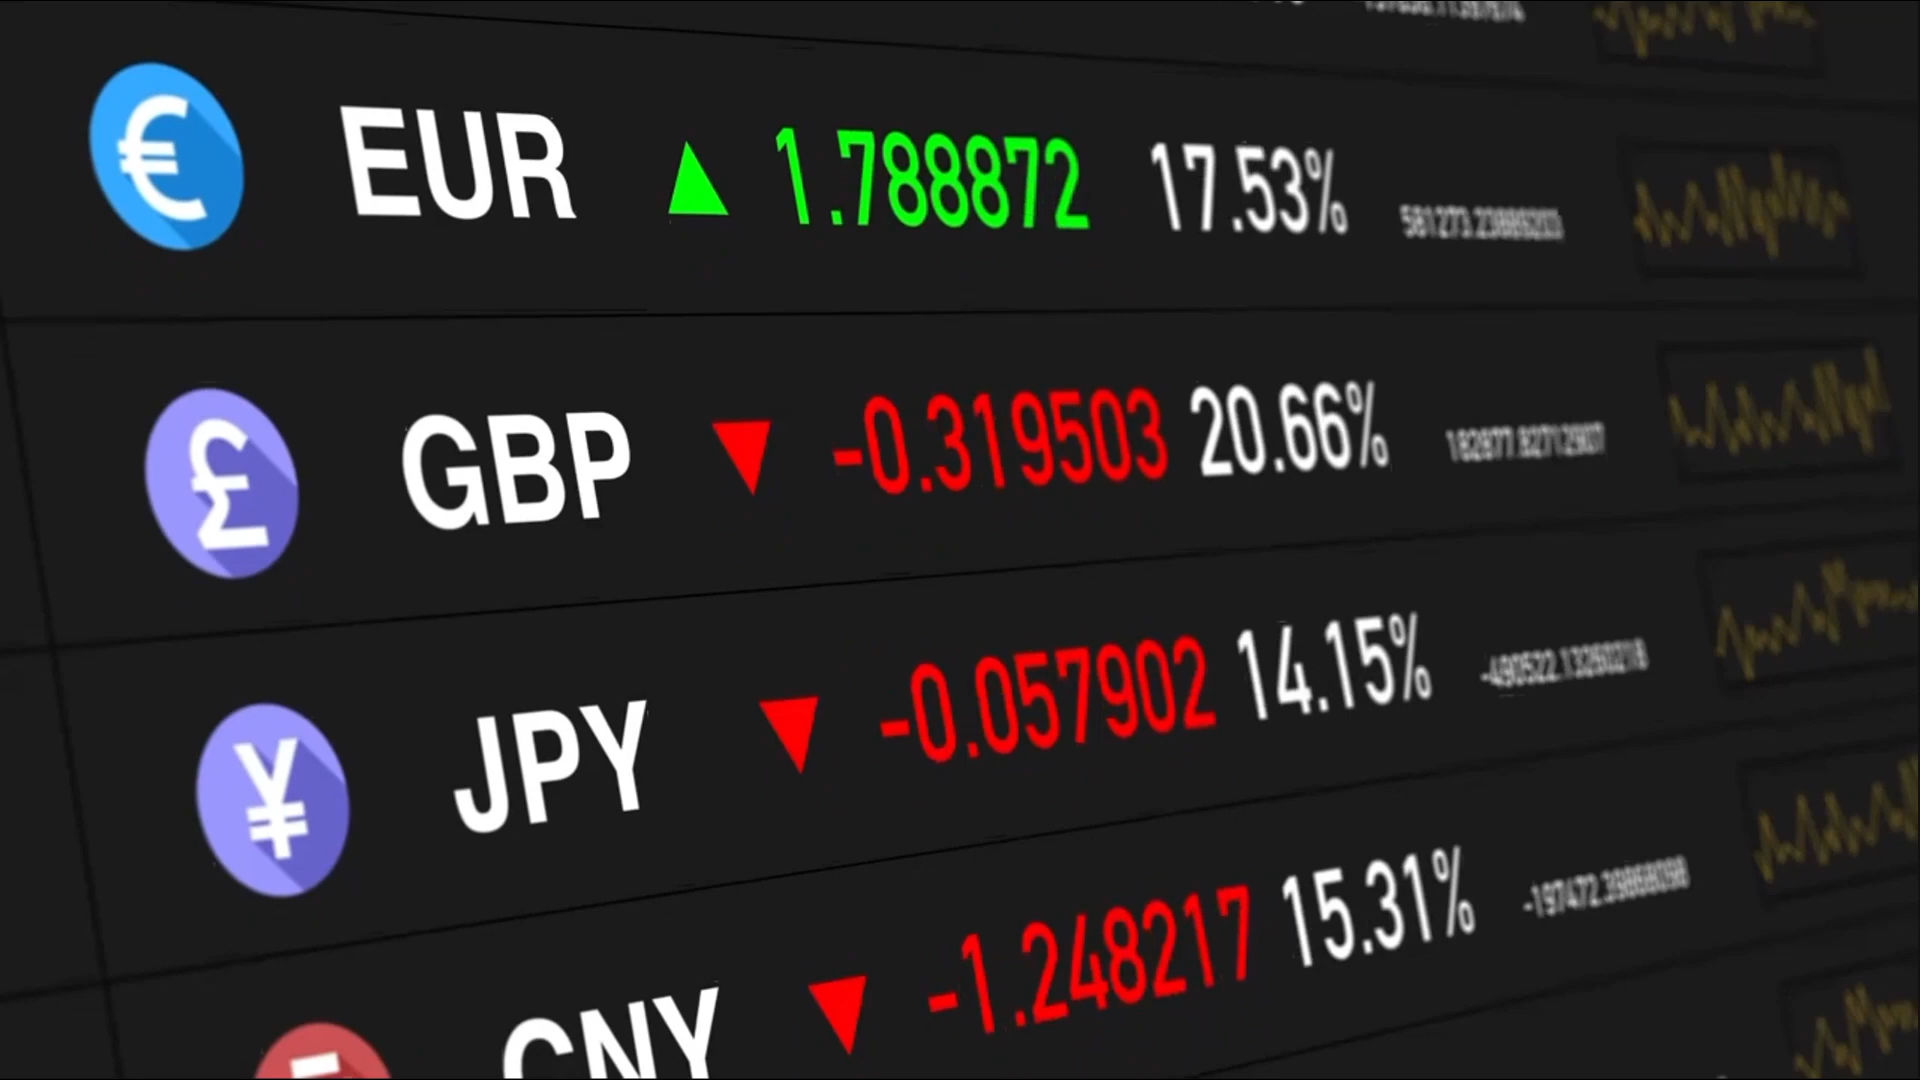 € EUR ▲ 1.788872 17.53%
£ GBP ▼ -0.319503 20.66%
¥ JPY ▼ -0.057902 14.15%
CNY ▼ -1.248217 15.31%